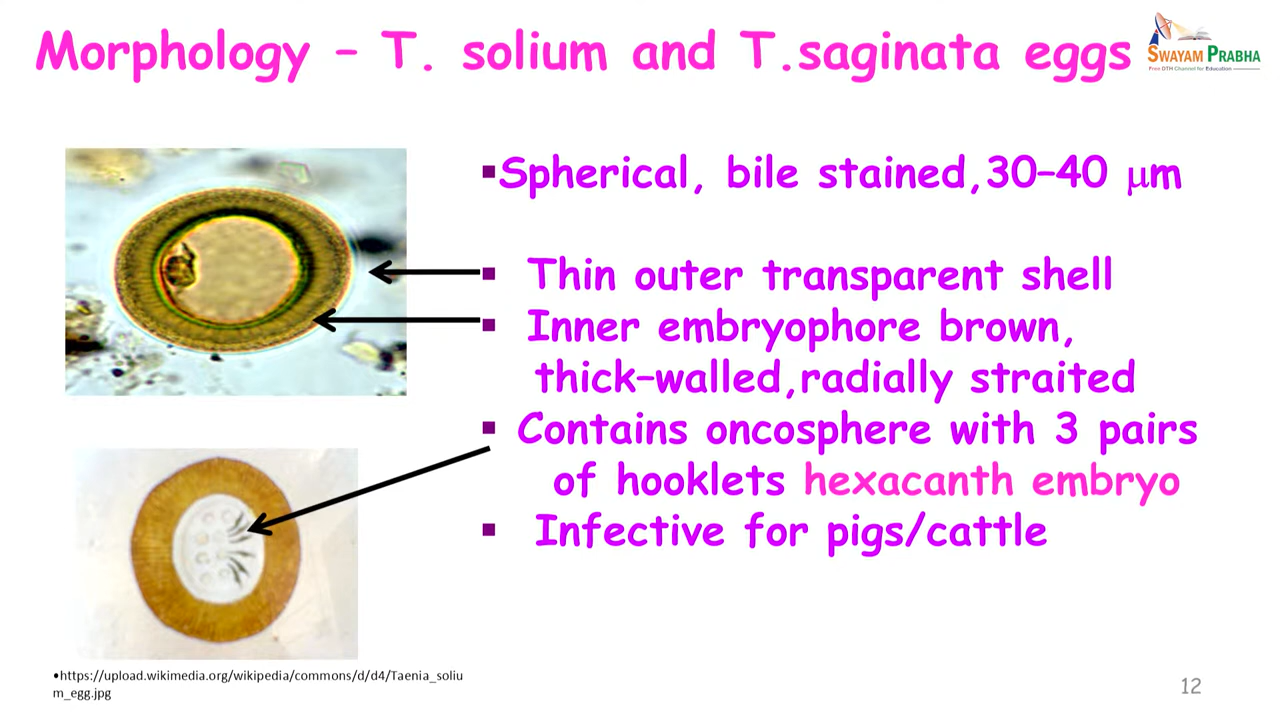 Morphology – T. solium and T.saginata eggs
SWAYAM PRABHA
Free DTH Channel for Education
▪Spherical, bile stained,30–40 μm
▪ Thin outer transparent shell
▪ Inner embryophore brown,
thick–walled,radially straited
▪ Contains oncosphere with 3 pairs
of hooklets hexacanth embryo
▪ Infective for pigs/cattle
•https://upload.wikimedia.org/wikipedia/commons/d/d4/Taenia_soliu
m_egg.jpg
12